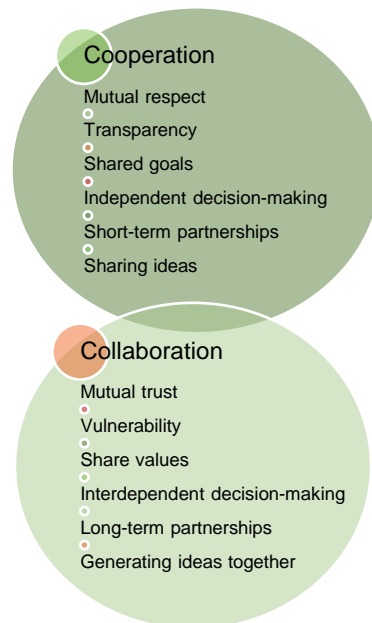 Cooperation
Mutual respect
Transparency
Shared goals
Independent decision-making
Short-term partnerships
Sharing ideas
Collaboration
Mutual trust
Vulnerability
Share values
Interdependent decision-making
Long-term partnerships
Generating ideas together